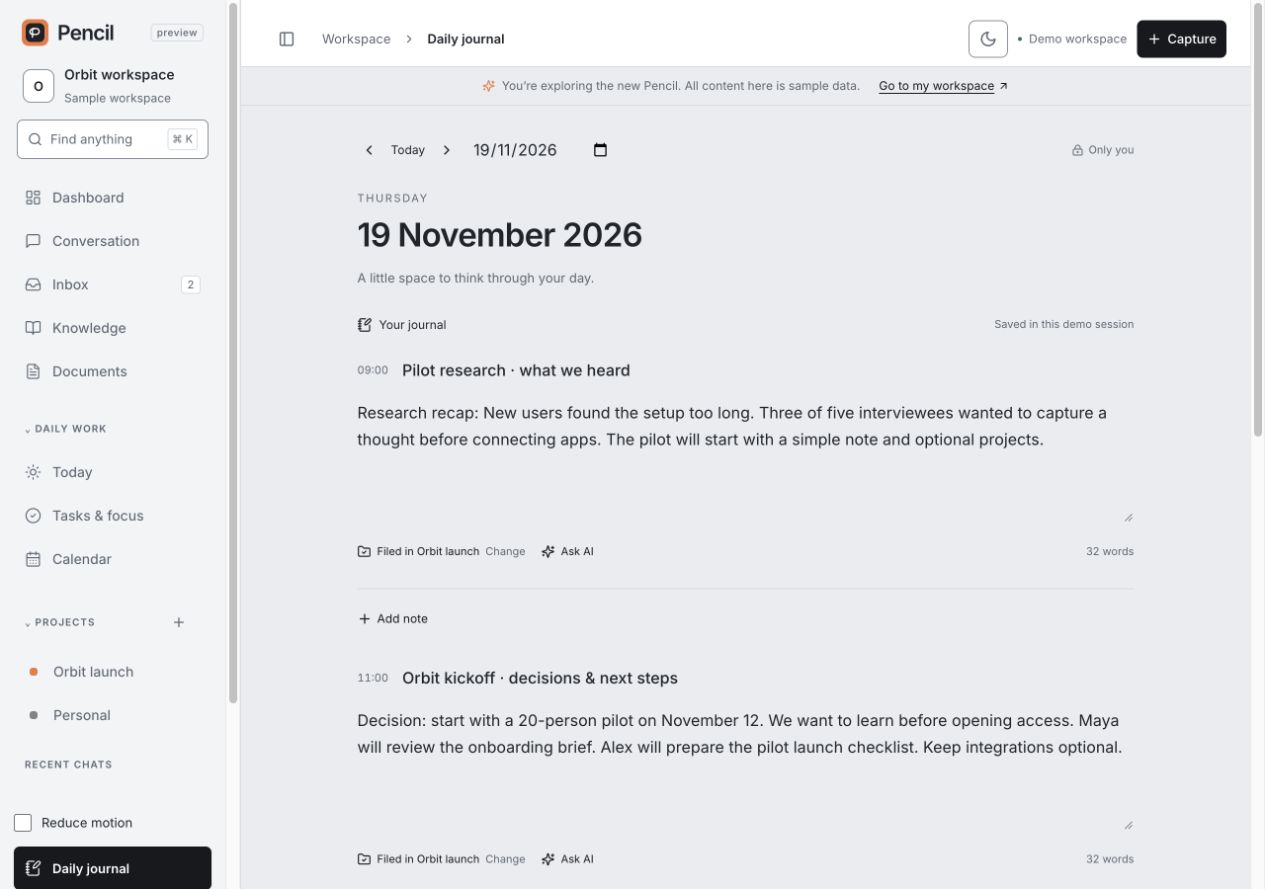 Pencil
preview
Orbit workspace
O
Sample workspace
Find anything
⌘ K
Dashboard
Conversation
Inbox
2
Knowledge
Documents
DAILY WORK
Today
Tasks & focus
Calendar
PROJECTS
Orbit launch
Personal
RECENT CHATS
Reduce motion
Daily journal
Workspace > Daily journal
Demo workspace
+ Capture
You're exploring the new Pencil. All content here is sample data. Go to my workspace ↗
Today
19/11/2026
Only you
THURSDAY
19 November 2026
A little space to think through your day.
Your journal
Saved in this demo session
09:00 Pilot research · what we heard
Research recap: New users found the setup too long. Three of five interviewees wanted to capture a
thought before connecting apps. The pilot will start with a simple note and optional projects.
Filed in Orbit launch Change Ask AI
32 words
+ Add note
11:00 Orbit kickoff · decisions & next steps
Decision: start with a 20-person pilot on November 12. We want to learn before opening access. Maya
will review the onboarding brief. Alex will prepare the pilot launch checklist. Keep integrations optional.
Filed in Orbit launch Change Ask AI
32 words